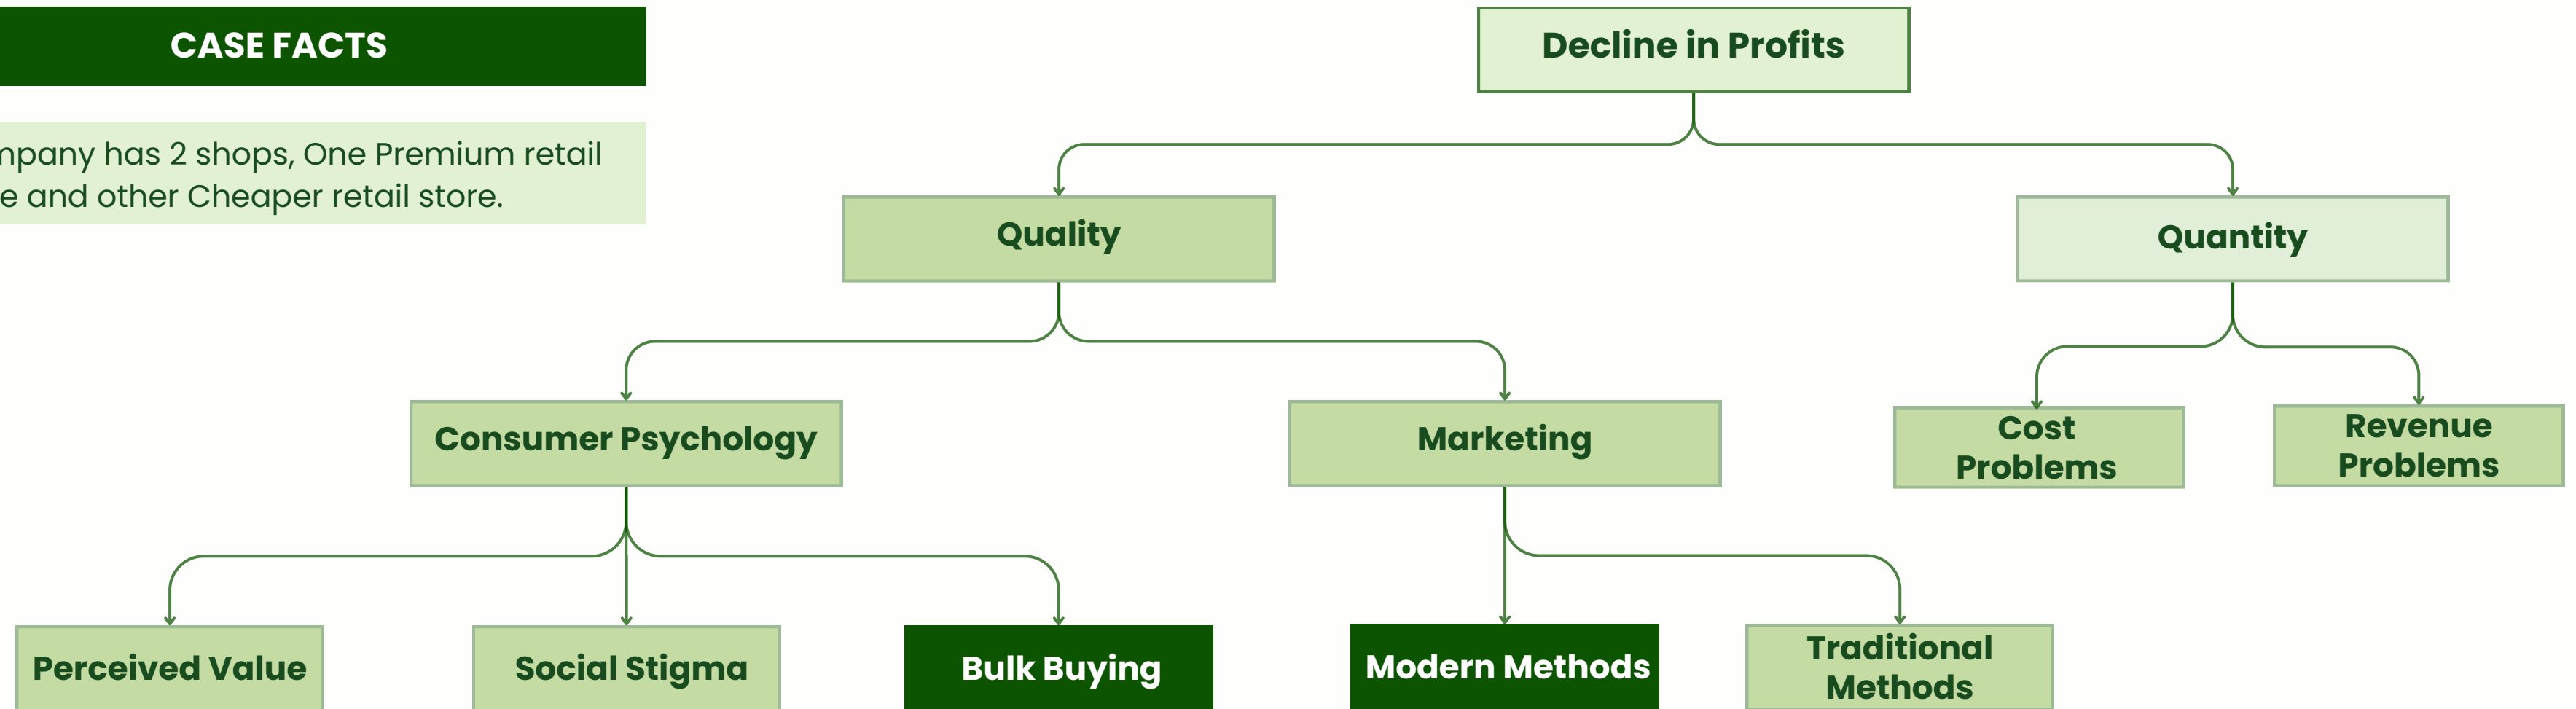 CASE FACTS
has 2 shops, One Premium retail
and other Cheaper retail store.
Decline in Profits
Quality
Quantity
Consumer Psychology
Marketing
Cost
Problems
Revenue
Problems
Perceived Value
Social Stigma
Bulk Buying
Modern Methods
Traditional
Methods